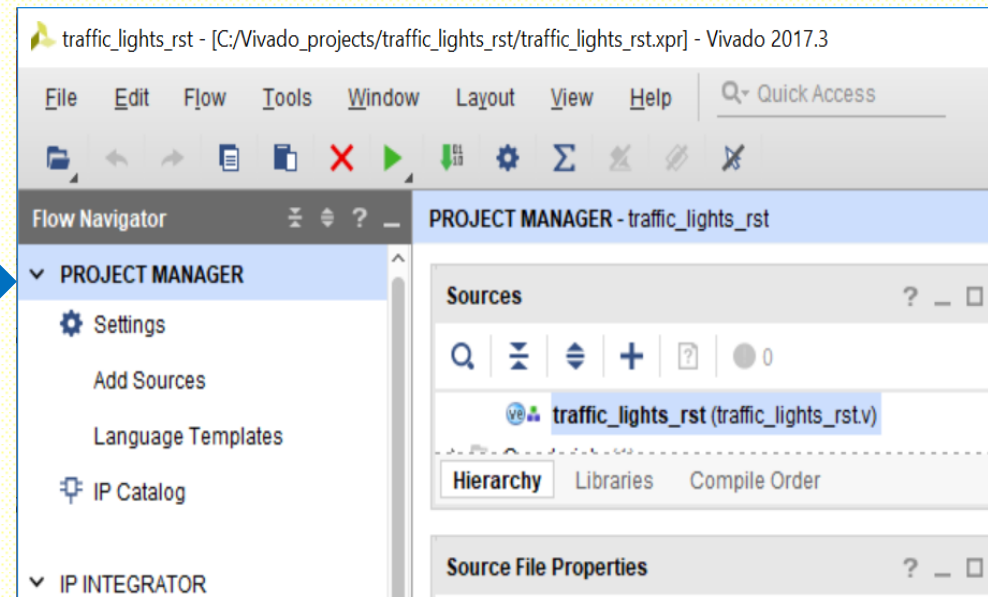 traffic_lights_rst - [C:/Vivado_projects/traffic_lights_rst/traffic_lights_rst.xpr] - Vivado 2017.3
File Edit Flow Tools Window Layout View Help Quick Access
Flow Navigator ? _
PROJECT MANAGER - traffic_lights_rst
PROJECT MANAGER
Settings
Add Sources
Language Templates
IP Catalog
IP INTEGRATOR
Sources ? _
? 0
traffic_lights_rst (traffic_lights_rst.v)
Hierarchy Libraries Compile Order
Source File Properties ? _